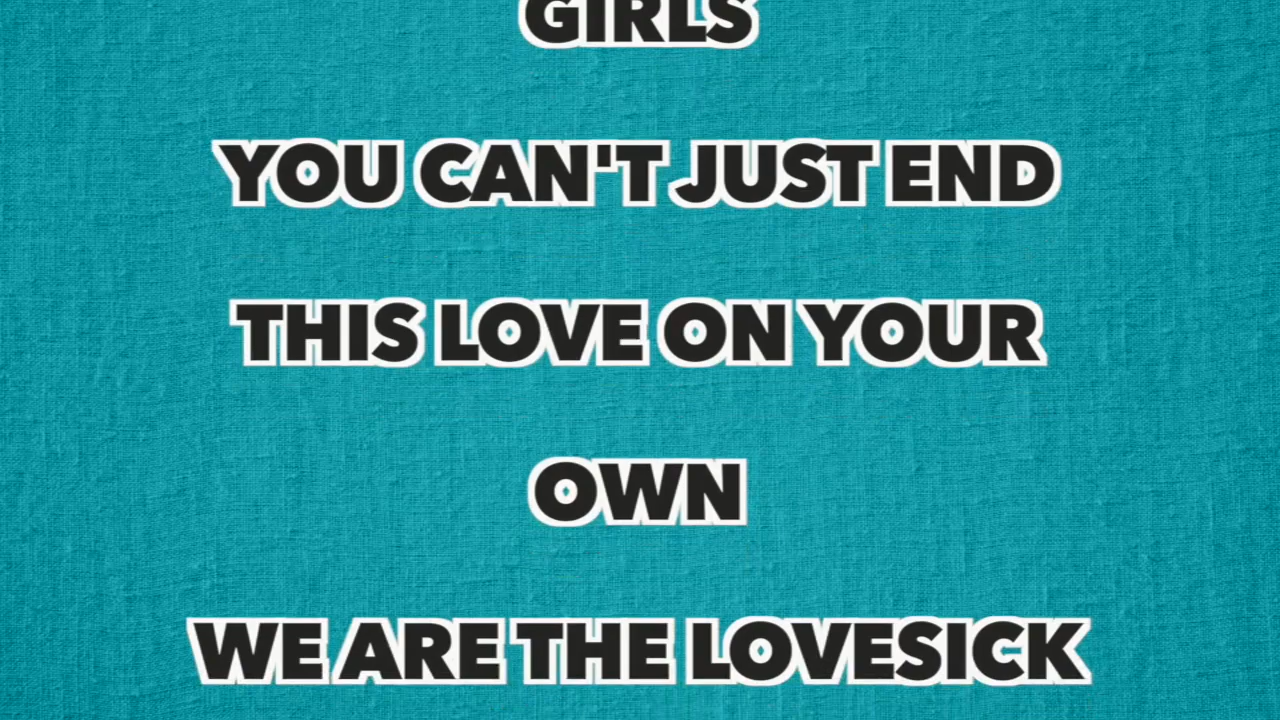 GIRLS
YOU CAN'T JUST END
THIS LOVE ON YOUR
OWN
WE ARE THE LOVESICK